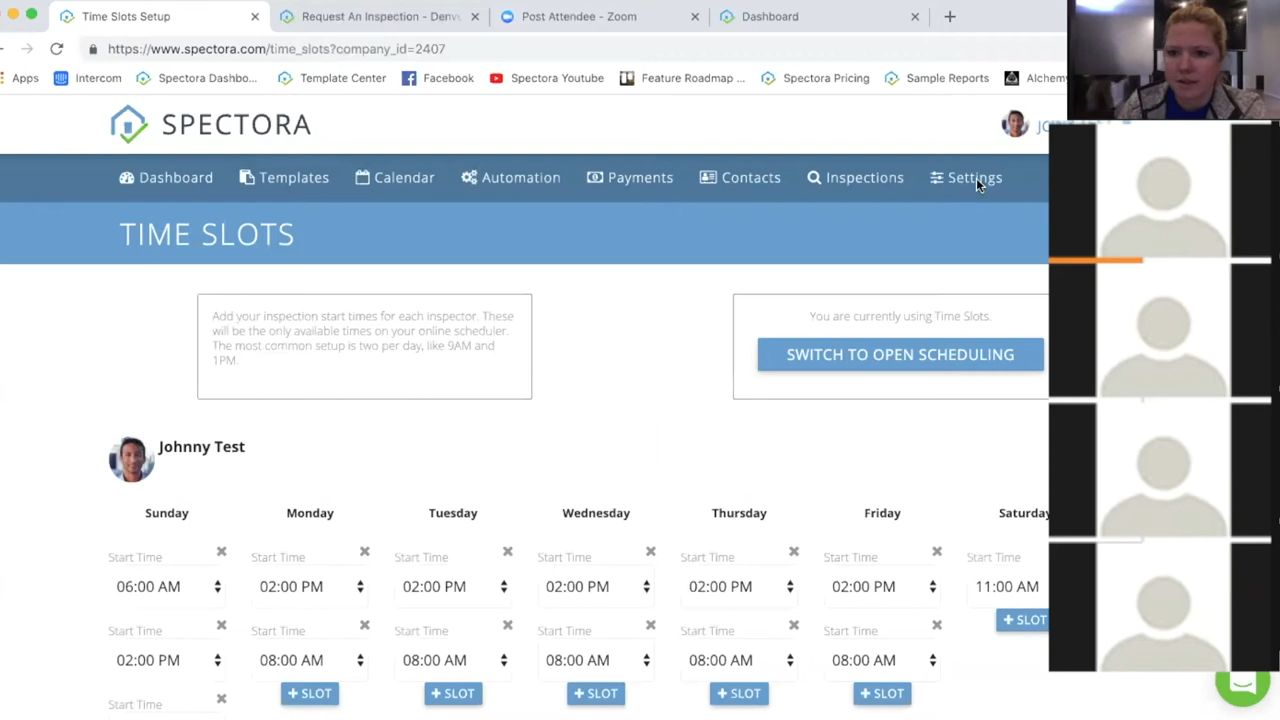 Time Slots Setup
Request An Inspection - Denv
Post Attendee - Zoom
Dashboard
https://www.spectora.com/time_slots?company_id=2407
Apps Intercom Spectora Dashbo... Template Center Facebook Spectora Youtube Feature Roadmap ... Spectora Pricing Sample Reports Alchem
SPECTORA
Dashboard Templates Calendar Automation Payments Contacts Inspections Settings
TIME SLOTS
Add your inspection start times for each inspector. These
will be the only available times on your online scheduler.
The most common setup is two per day, like 9AM and
1PM.
You are currently using Time Slots.
SWITCH TO OPEN SCHEDULING
Johnny Test
Sunday Monday Tuesday Wednesday Thursday Friday Saturday
Start Time Start Time Start Time Start Time Start Time Start Time Start Time
06:00 AM 02:00 PM 02:00 PM 02:00 PM 02:00 PM 02:00 PM 11:00 AM
+ SLOT
Start Time Start Time Start Time Start Time Start Time Start Time
02:00 PM 08:00 AM 08:00 AM 08:00 AM 08:00 AM 08:00 AM
+ SLOT + SLOT + SLOT + SLOT + SLOT
Start Time